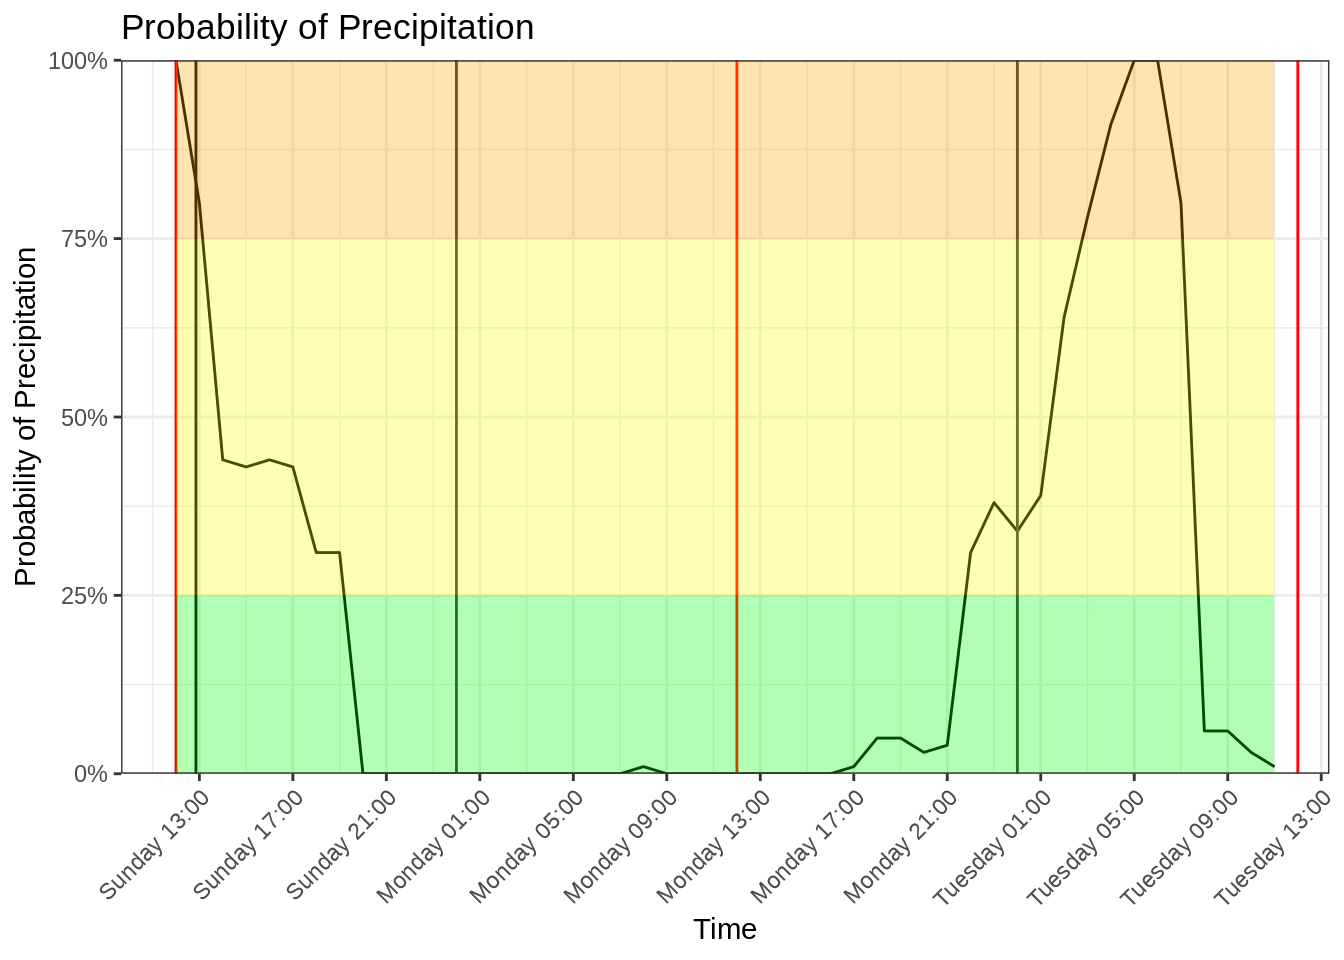 Probability of Precipitation
100%
75%
50%
25%
0%
Probability of Precipitation
Sunday 13:00
Sunday 17:00
Sunday 21:00
Monday 01:00
Monday 05:00
Monday 09:00
Monday 13:00
Monday 17:00
Monday 21:00
Tuesday 01:00
Tuesday 05:00
Tuesday 09:00
Tuesday 13:00
Time